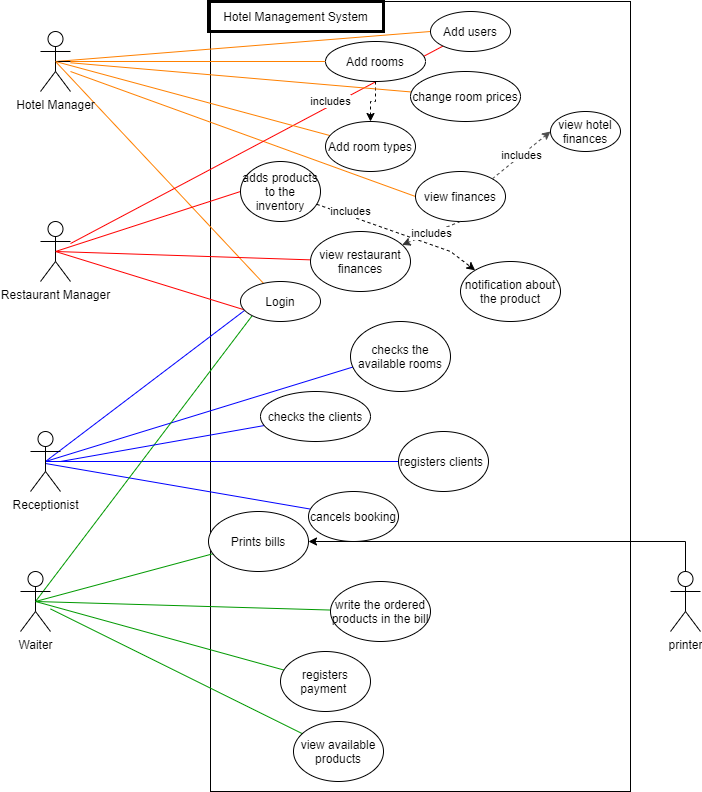 Hotel Management System
Add users
Add rooms
Hotel Manager
change room prices
includes
view hotel
finances
Add room types
includes
adds products
to the
inventory
view finances
includes
includes
view restaurant
finances
Restaurant Manager
notification about
the product
Login
checks the
available rooms
checks the clients
registers clients
Receptionist
cancels booking
Prints bills
write the ordered
products in the bill
Waiter
printer
registers
payment
view available
products